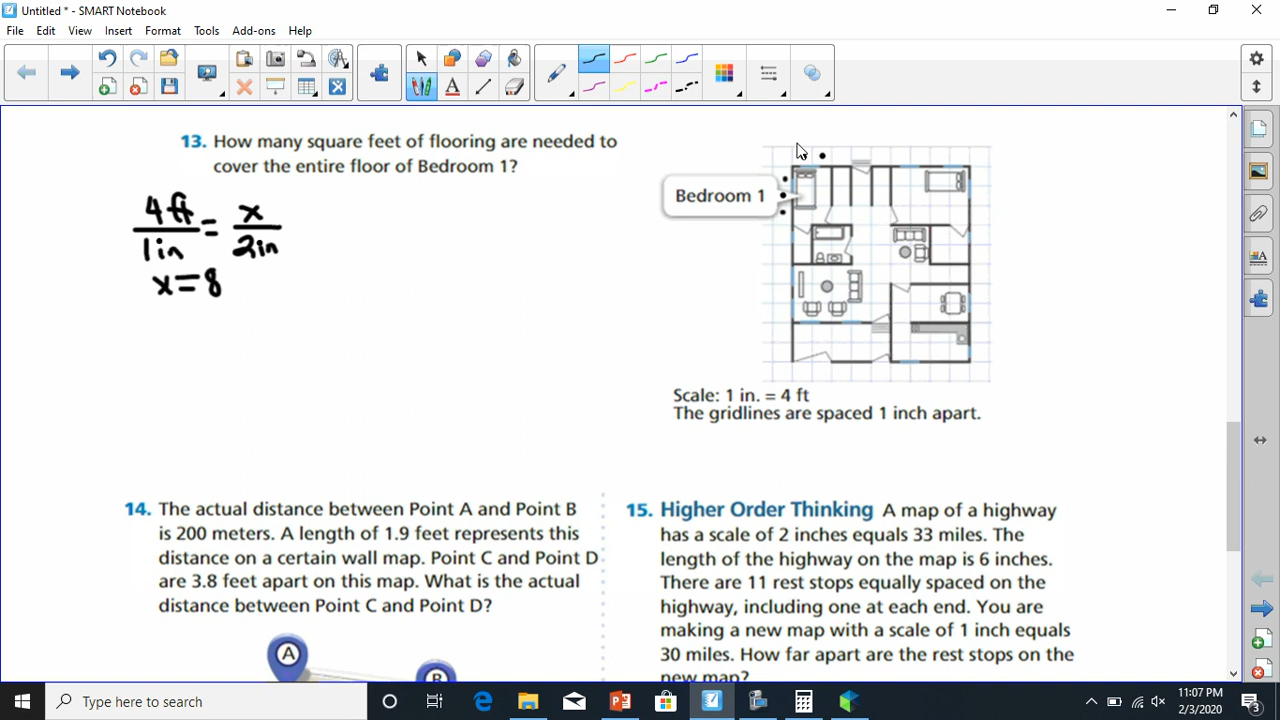 Untitled * - SMART Notebook
File Edit View Insert Format Tools Add-ons Help
13. How many square feet of flooring are needed to
cover the entire floor of Bedroom 1?
4 ft = x
1in 2in
x = 8
Bedroom 1
Scale: 1 in. = 4 ft
The gridlines are spaced 1 inch apart.
14. The actual distance between Point A and Point B
is 200 meters. A length of 1.9 feet represents this
distance on a certain wall map. Point C and Point D
are 3.8 feet apart on this map. What is the actual
distance between Point C and Point D?
A
B
15. Higher Order Thinking A map of a highway
has a scale of 2 inches equals 33 miles. The
length of the highway on the map is 6 inches.
There are 11 rest stops equally spaced on the
highway, including one at each end. You are
making a new map with a scale of 1 inch equals
30 miles. How far apart are the rest stops on the
new map?
Type here to search
11:07 PM
2/3/2020
3